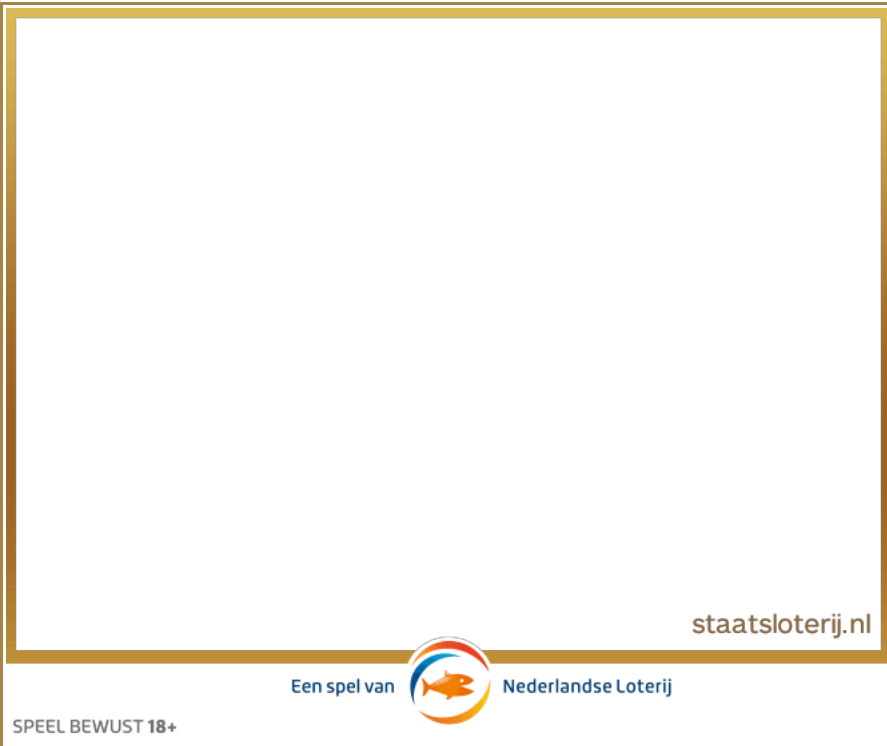 staatsloterij.nl
Een spel van Nederlandse Loterij
SPEEL BEWUST 18+